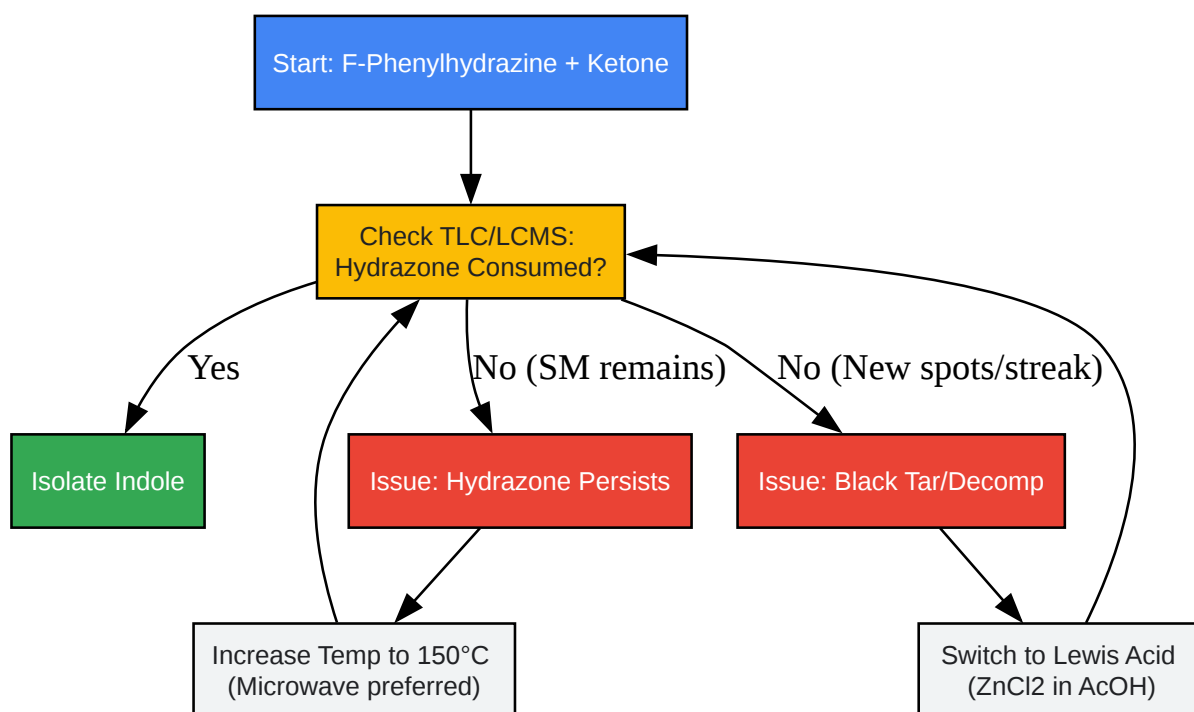 Start: F-Phenylhydrazine + Ketone
Check TLC/LCMS:
Hydrazone Consumed?
Yes
No (SM remains)
No (New spots/streak)
Isolate Indole
Issue: Hydrazone Persists
Issue: Black Tar/Decomp
Increase Temp to 150°C
(Microwave preferred)
Switch to Lewis Acid
(ZnCl2 in AcOH)